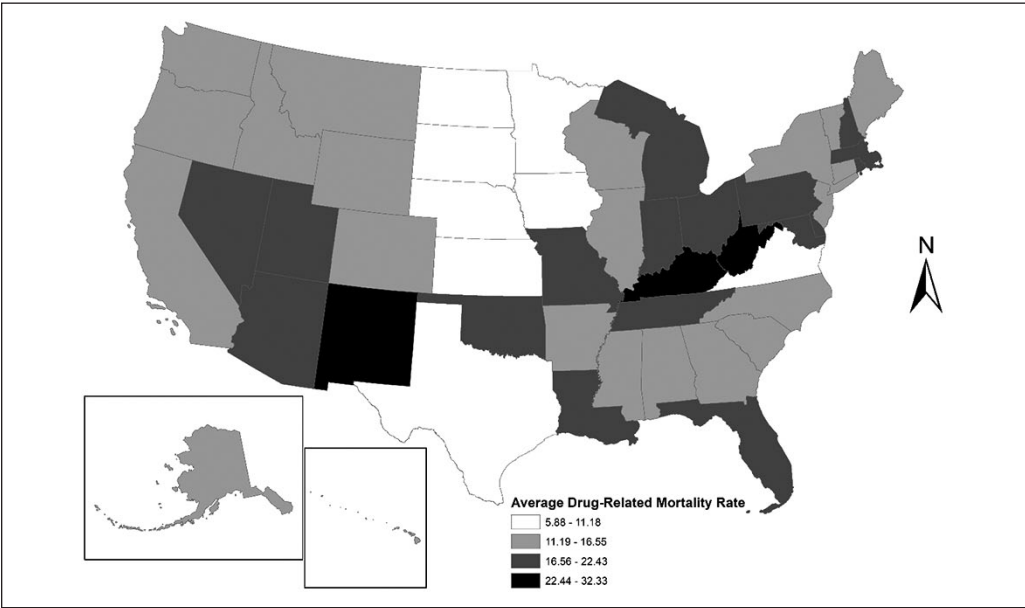 N
Average Drug-Related Mortality Rate
5.88 - 11.18
11.19 - 16.55
16.56 - 22.43
22.44 - 32.33